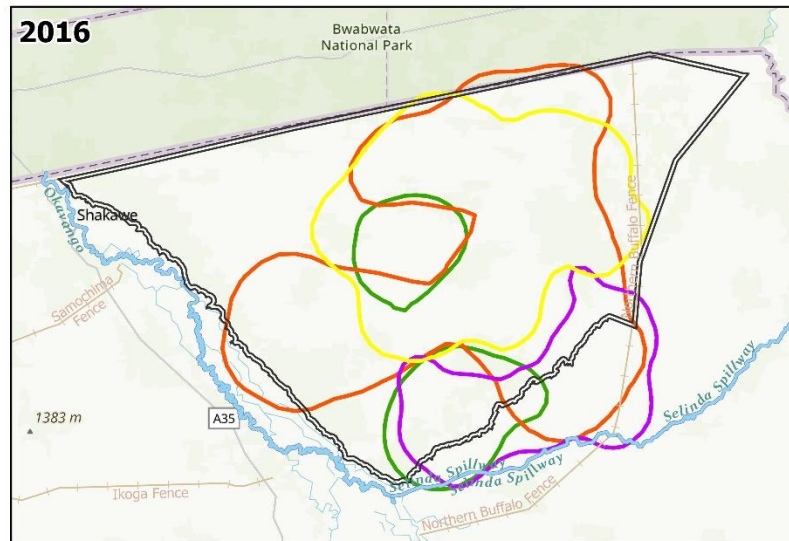 2016
Bwabwata
National Park
Shakawe
Okavango
Samochima
Fence
Northern Buffalo Fence
1383 m
A35
Selinda Spillway
Selinda Spillway
Selinda Spillway
Ikoga Fence
Northern Buffalo Fence